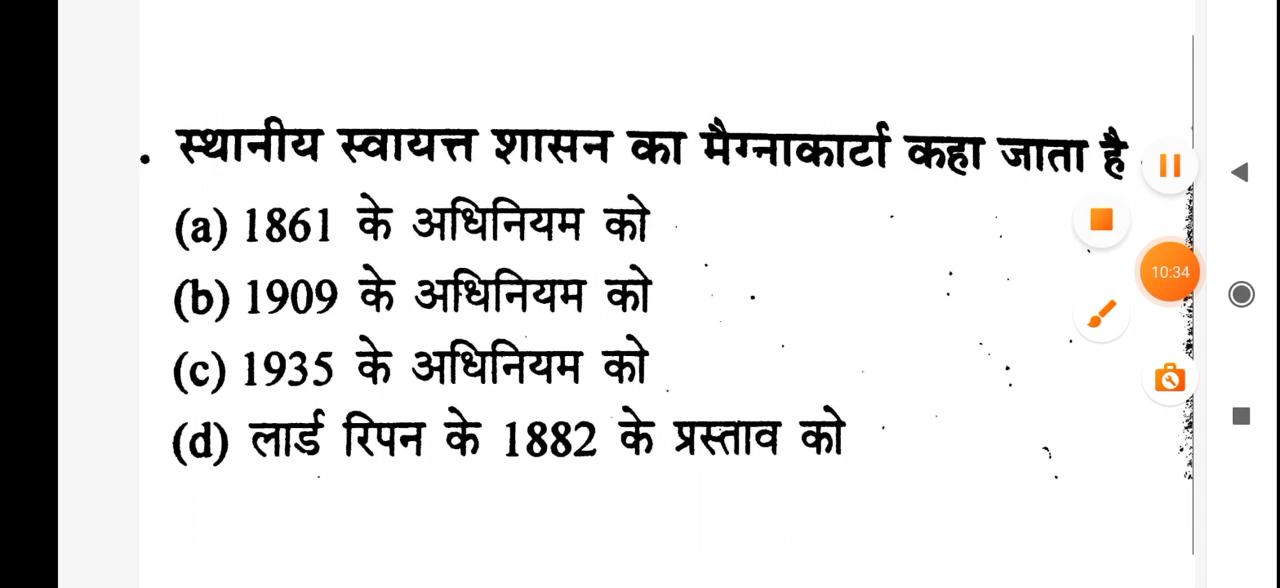 . स्थानीय स्वायत्त शासन का मैग्नाकार्टा कहा जाता है
(a) 1861 के अधिनियम को
(b) 1909 के अधिनियम को
(c) 1935 के अधिनियम को
(d) लार्ड रिपन के 1882 के प्रस्ताव को
10:34